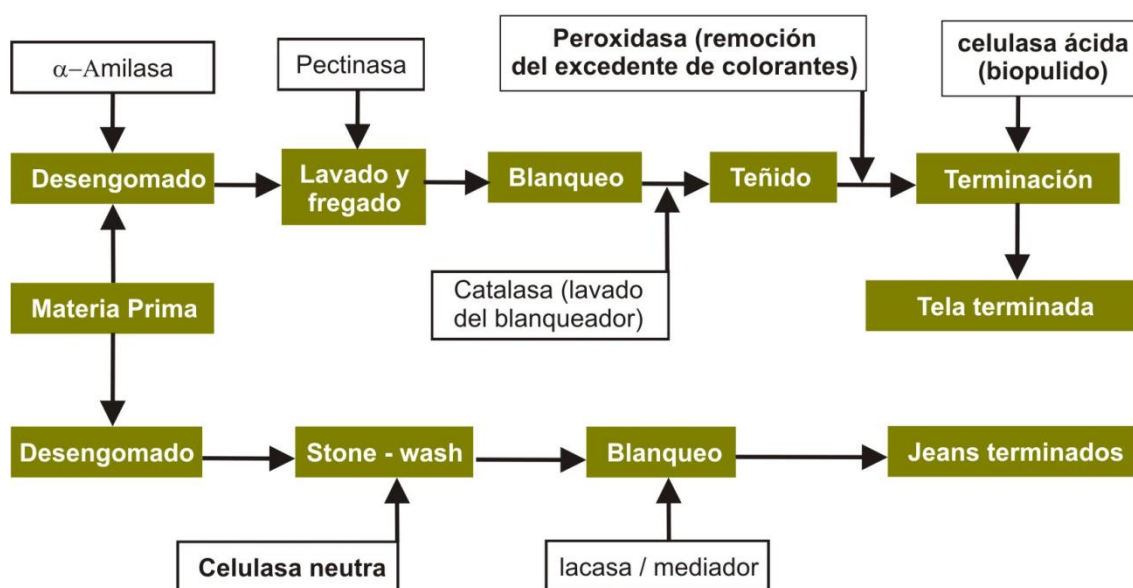 α-Amilasa
Pectinasa
Peroxidasa (remoción
del excedente de colorantes)
celulasa ácida
(biopulido)
Desengomado
Lavado y
fregado
Blanqueo
Teñido
Terminación
Materia Prima
Catalasa (lavado
del blanqueador)
Tela terminada
Desengomado
Stone - wash
Blanqueo
Jeans terminados
Celulasa neutra
lacasa / mediador